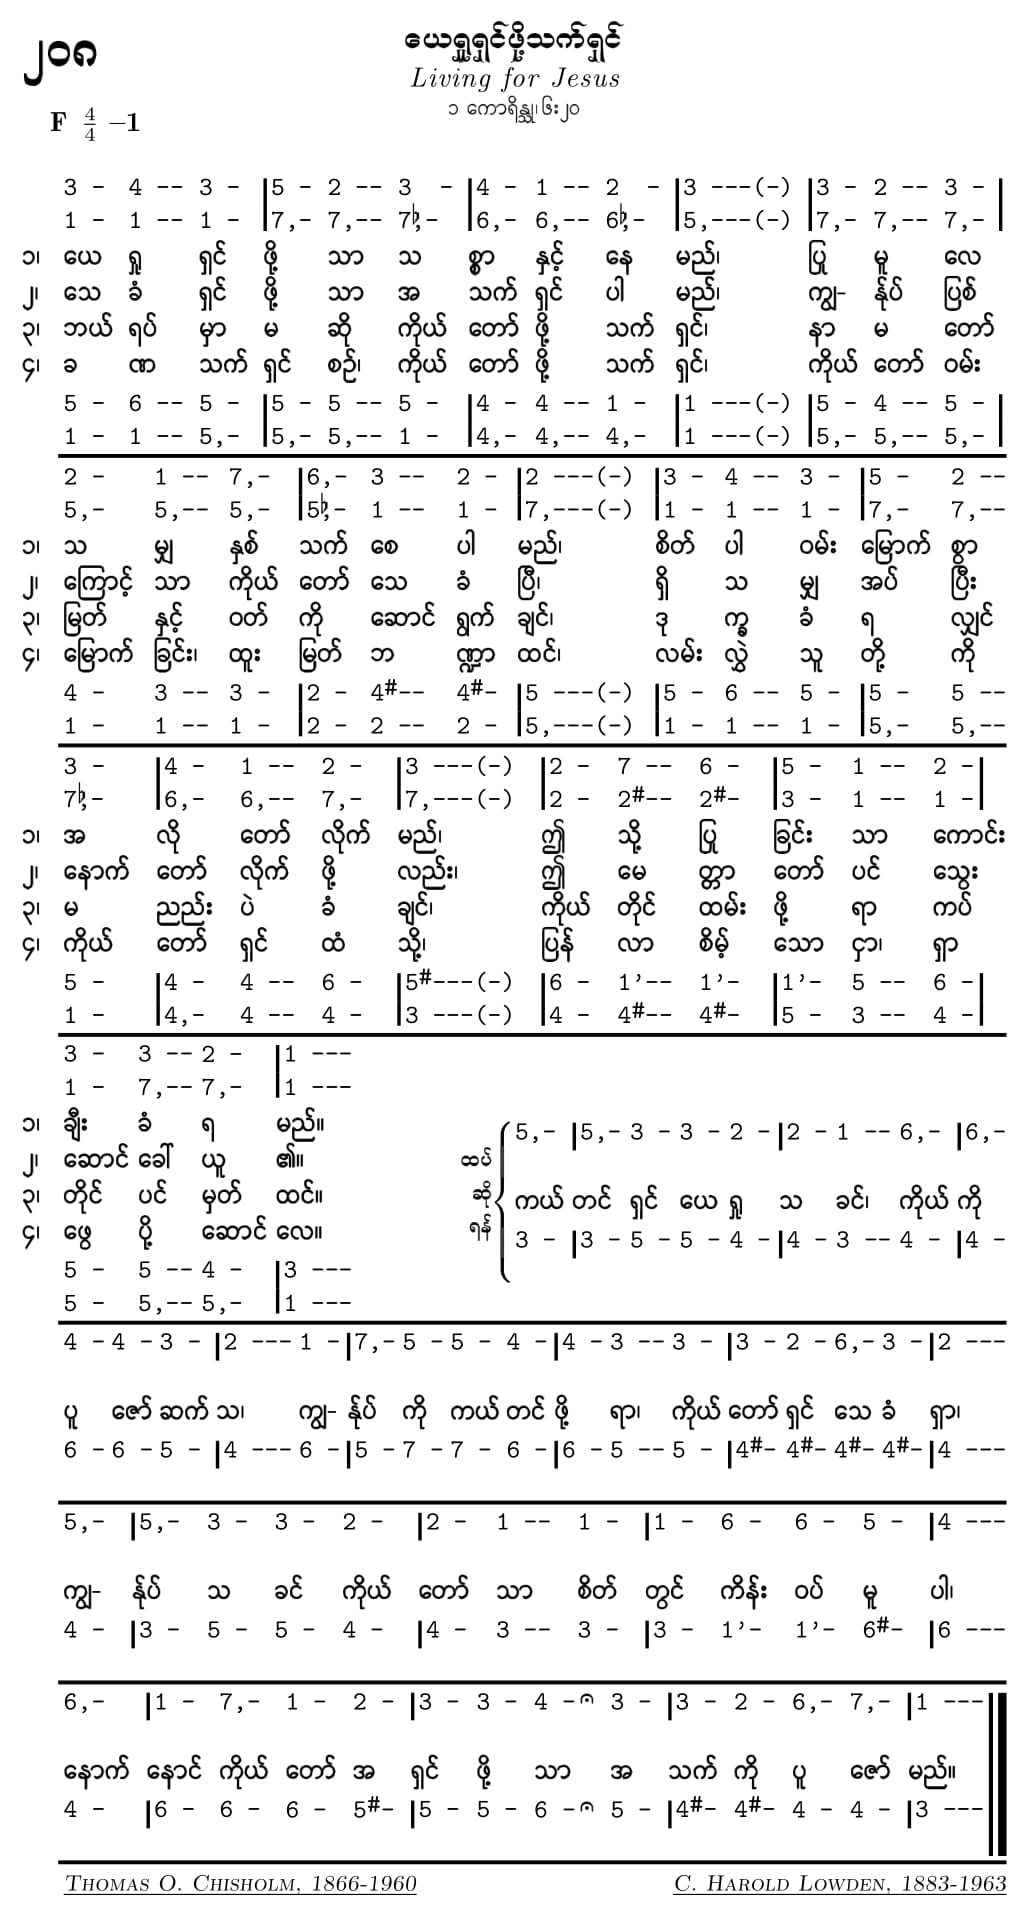 ၂၀၈
ယေရှုရှင်ဖို့သက်ရှင်
Living for Jesus
၁ ကောရိန္သု၊၆း၂၀
F 4/4 –1
3 – 4 –– 3 – |5 – 2 –– 3 – |4 – 1 –– 2 – |3 –––(–) |3 – 2 –– 3 – |
1 – 1 –– 1 – |7,– 7,–– 7♭,– |6,– 6,–– 6♭,– |5,–––(–) |7,– 7,–– 7,– |
၁၊ ယေ ရှု ရှင် ဖို့ သာ သ စ္စာ နှင့် နေ မည်၊ ပြု မူ လေ
၂၊ သေ ခံ ရှင် ဖို့ သာ အ သက် ရှင် ပါ မည်၊ ကျွ– န်ုပ် ပြစ်
၃၊ ဘယ် ရပ် မှာ မ ဆို ကိုယ် တော် ဖို့ သက် ရှင်၊ နာ မ တော်
၄၊ ခ ဏ သက် ရှင် စဉ်၊ ကိုယ် တော် ဖို့ သက် ရှင်၊ ကိုယ် တော် ဝမ်း
5 – 6 –– 5 – |5 – 5 –– 5 – |4 – 4 –– 1 – |1 –––(–) |5 – 4 –– 5 – |
1 – 1 –– 5,– |5,– 5,–– 1 – |4,– 4,–– 4,– |1 –––(–) |5,– 5,–– 5,– |
2 – 1 –– 7,– |6,– 3 –– 2 – |2 –––(–) |3 – 4 –– 3 – |5 – 2 ––
5,– 5,–– 5,– |5♭,– 1 –– 1 – |7,–––(–) |1 – 1 –– 1 – |7,– 7,––
၁၊ သ မျှ နှစ် သက် စေ ပါ မည်၊ စိတ် ပါ ဝမ်း မြောက် စွာ
၂၊ ကြောင့် သာ ကိုယ် တော် သေ ခံ ပြီ၊ ရှိ သ မျှ အပ် ပြီး
၃၊ မြတ် နှင့် ဝတ် ကို ဆောင် ရွက် ချင်၊ ဒု က္ခ ခံ ရ လျှင်
၄၊ မြောက် ခြင်း၊ ထူး မြတ် ဘ ဏ္ဍာ ထင်၊ လမ်း လွှဲ သူ တို့ ကို
4 – 3 –– 3 – |2 – 4#–– 4#– |5 –––(–) |5 – 6 –– 5 – |5 – 5 ––
1 – 1 –– 1 – |2 – 2 –– 2 – |5,–––(–) |1 – 1 –– 1 – |5,– 5,––
3 – |4 – 1 –– 2 – |3 –––(–) |2 – 7 –– 6 – |5 – 1 –– 2 –|
7♭,– |6,– 6,–– 7,– |7,–––(–) |2 – 2#–– 2#– |3 – 1 –– 1 –|
၁၊ အ လို တော် လိုက် မည်၊ ဤ သို့ ပြု ခြင်း သာ ကောင်း
၂၊ နောက် တော် လိုက် ဖို့ လည်း၊ ဤ မေ တ္တာ တော် ပင် သွေး
၃၊ မ ညည်း ပဲ ခံ ချင်၊ ကိုယ် တိုင် ထမ်း ဖို့ ရာ ကပ်
၄၊ ကိုယ် တော် ရှင် ထံ သို့၊ ပြန် လာ စိမ့် သော ငှာ၊ ရှာ
5 – |4 – 4 –– 6 – |5#–––(–) |6 – 1’–– 1’– |1’– 5 –– 6 –|
1 – |4,– 4 –– 4 – |3 –––(–) |4 – 4#–– 4#– |5 – 3 –– 4 –|
3 – 3 –– 2 – |1 –––
1 – 7,–– 7,– |1 –––
၁၊ ချီး ခံ ရ မည်။
၂၊ ဆောင် ခေါ် ယူ ၏။
၃၊ တိုင် ပင် မှတ် ထင်။
၄၊ ဖွေ ပို့ ဆောင် လေ။
5 – 5 –– 4 – |3 –––
5 – 5,–– 5,– |1 –––
ထပ်
ဆို
ရန်
5,– |5,– 3 – 3 – 2 – |2 – 1 –– 6,– |6,–
ကယ် တင် ရှင် ယေ ရှု သ ခင်၊ ကိုယ် ကို
3 – |3 – 5 – 5 – 4 – |4 – 3 –– 4 – |4 –
4 – 4 – 3 – |2 ––– 1 – |7,– 5 – 5 – 4 – |4 – 3 –– 3 – |3 – 2 – 6,– 3 – |2 –––
ပူ ဇော် ဆက် သ၊ ကျွ– န်ုပ် ကို ကယ် တင် ဖို့ ရာ၊ ကိုယ် တော် ရှင် သေ ခံ ရှာ၊
6 – 6 – 5 – |4 ––– 6 – |5 – 7 – 7 – 6 – |6 – 5 –– 5 – |4#– 4#– 4#– 4#– |4 –––
5,– |5,– 3 – 3 – 2 – |2 – 1 –– 1 – |1 – 6 – 6 – 5 – |4 –––
ကျွ– န်ုပ် သ ခင် ကိုယ် တော် သာ စိတ် တွင် ကိန်း ဝပ် မူ ပါ၊
4 – |3 – 5 – 5 – 4 – |4 – 3 –– 3 – |3 – 1’– 1’– 6#– |6 –––
6,– |1 – 7,– 1 – 2 – |3 – 3 – 4 –𝄐 3 – |3 – 2 – 6,– 7,– |1 –––
နောက် နောင် ကိုယ် တော် အ ရှင် ဖို့ သာ အ သက် ကို ပူ ဇော် မည်။
4 – |6 – 6 – 6 – 5#– |5 – 5 – 6 –𝄐 5 – |4#– 4#– 4 – 4 – |3 –––
THOMAS O. CHISHOLM, 1866-1960
C. HAROLD LOWDEN, 1883-1963